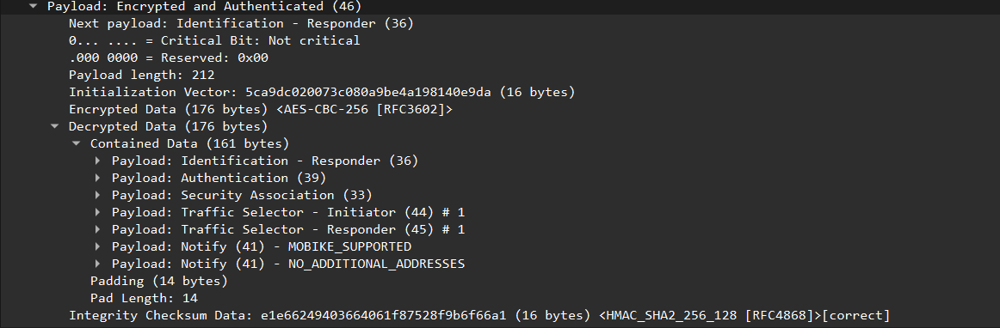 Payload: Encrypted and Authenticated (46)
Next payload: Identification - Responder (36)
0... .... = Critical Bit: Not critical
.000 0000 = Reserved: 0x00
Payload length: 212
Initialization Vector: 5ca9dc020073c080a9be4a198140e9da (16 bytes)
Encrypted Data (176 bytes) <AES-CBC-256 [RFC3602]>
Decrypted Data (176 bytes)
Contained Data (161 bytes)
Payload: Identification - Responder (36)
Payload: Authentication (39)
Payload: Security Association (33)
Payload: Traffic Selector - Initiator (44) # 1
Payload: Traffic Selector - Responder (45) # 1
Payload: Notify (41) - MOBIKE_SUPPORTED
Payload: Notify (41) - NO_ADDITIONAL_ADDRESSES
Padding (14 bytes)
Pad Length: 14
Integrity Checksum Data: e1e66249403664061f87528f9b6f66a1 (16 bytes) <HMAC_SHA2_256_128 [RFC4868]>[correct]